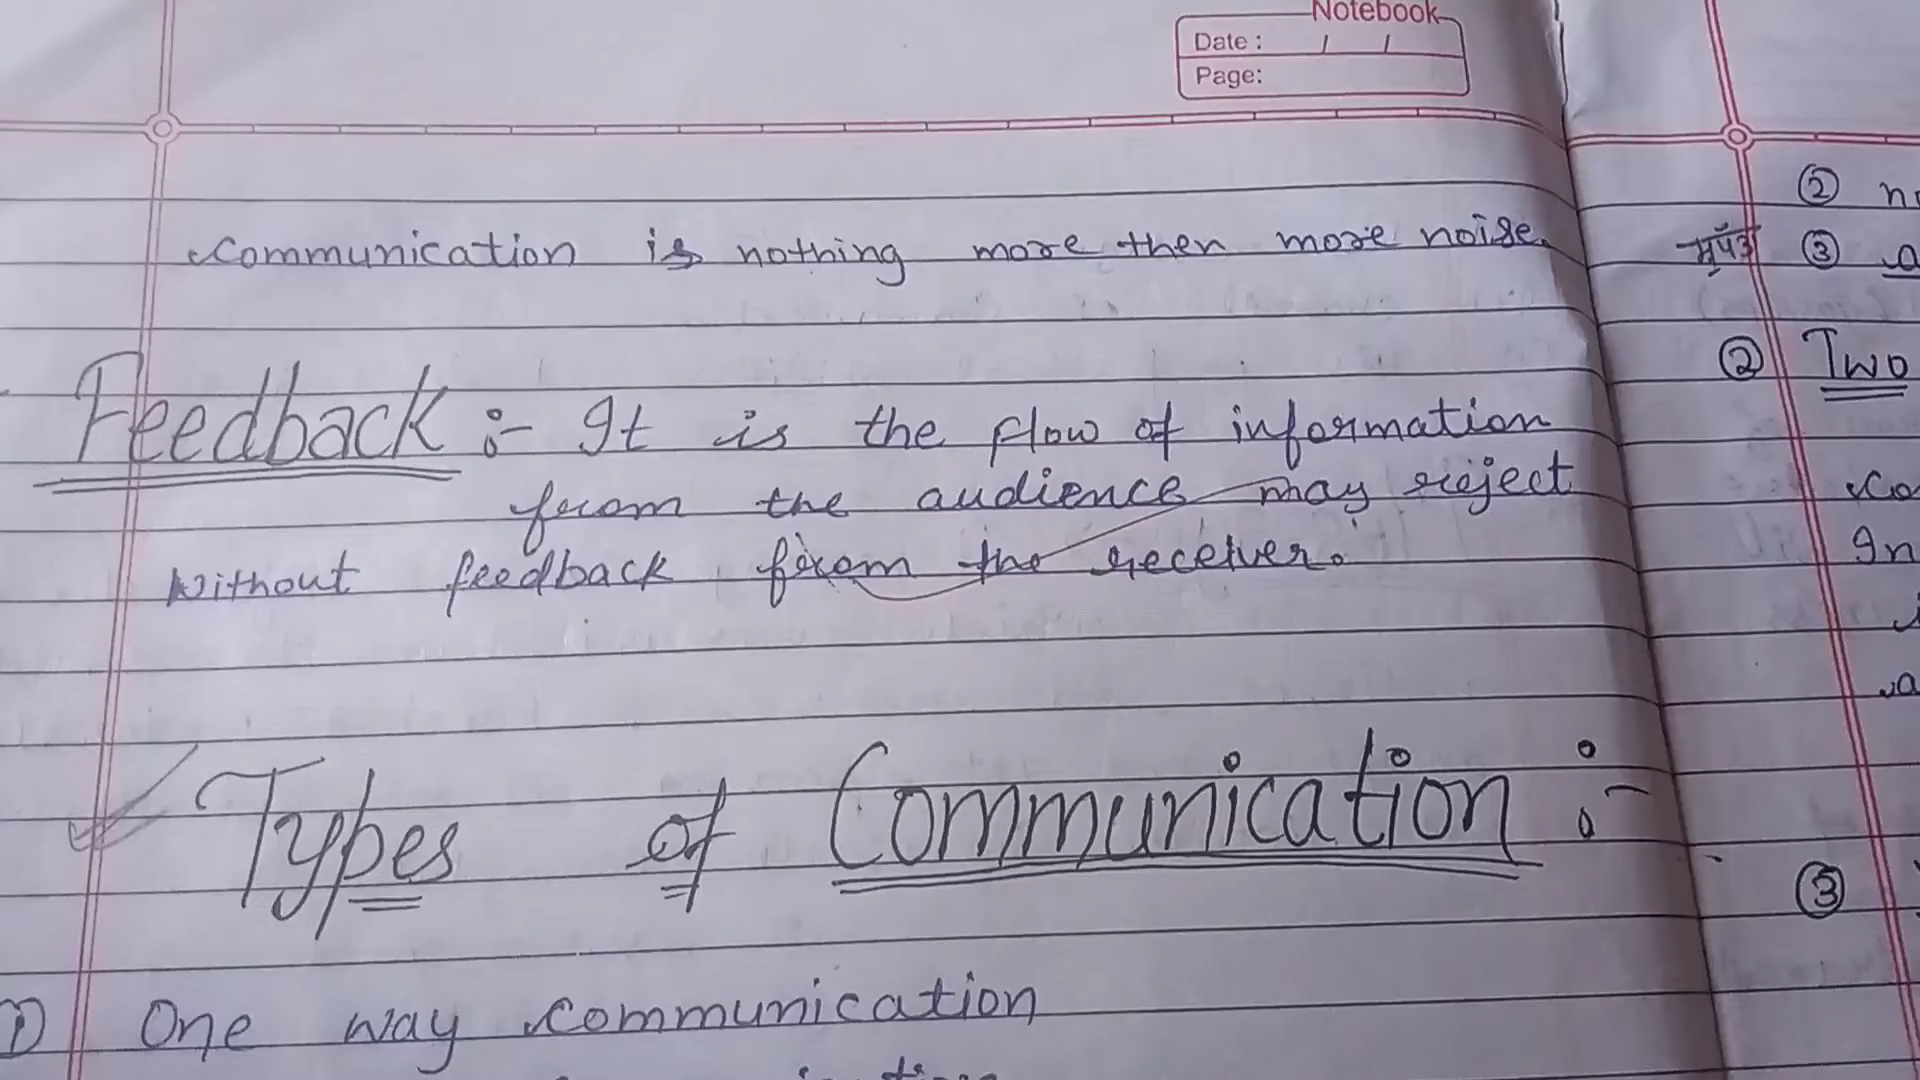 Notebook
Date : / /
Page:
communication is nothing more then more noise.
Feedback :- It is the flow of information
from the audience may reject
without feedback from the receiver.
Types of Communication :-
1) One way communication
②
③
② Two
In
③